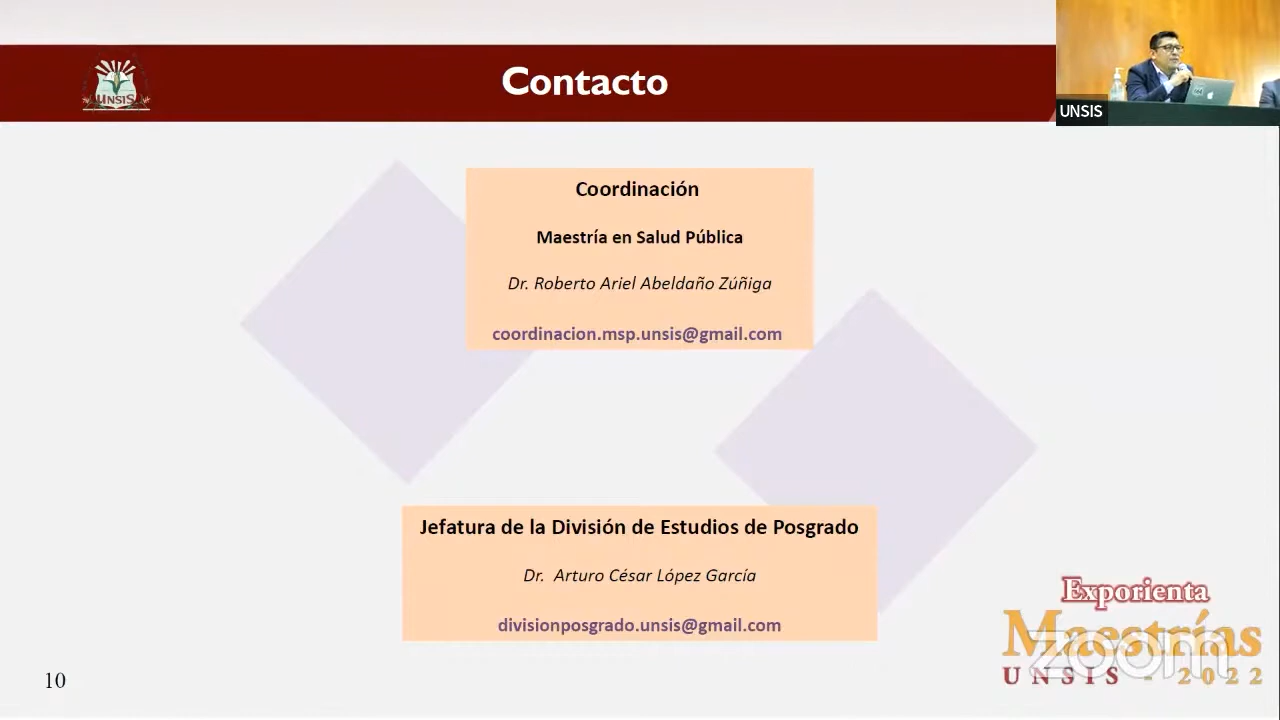 UNSIS
Contacto
UNSIS
Coordinación
Maestría en Salud Pública
Dr. Roberto Ariel Abeldaño Zúñiga
coordinacion.msp.unsis@gmail.com
Jefatura de la División de Estudios de Posgrado
Dr. Arturo César López García
divisionposgrado.unsis@gmail.com
Exporienta
Maestrías
zoom
UNSIS - 2022
10